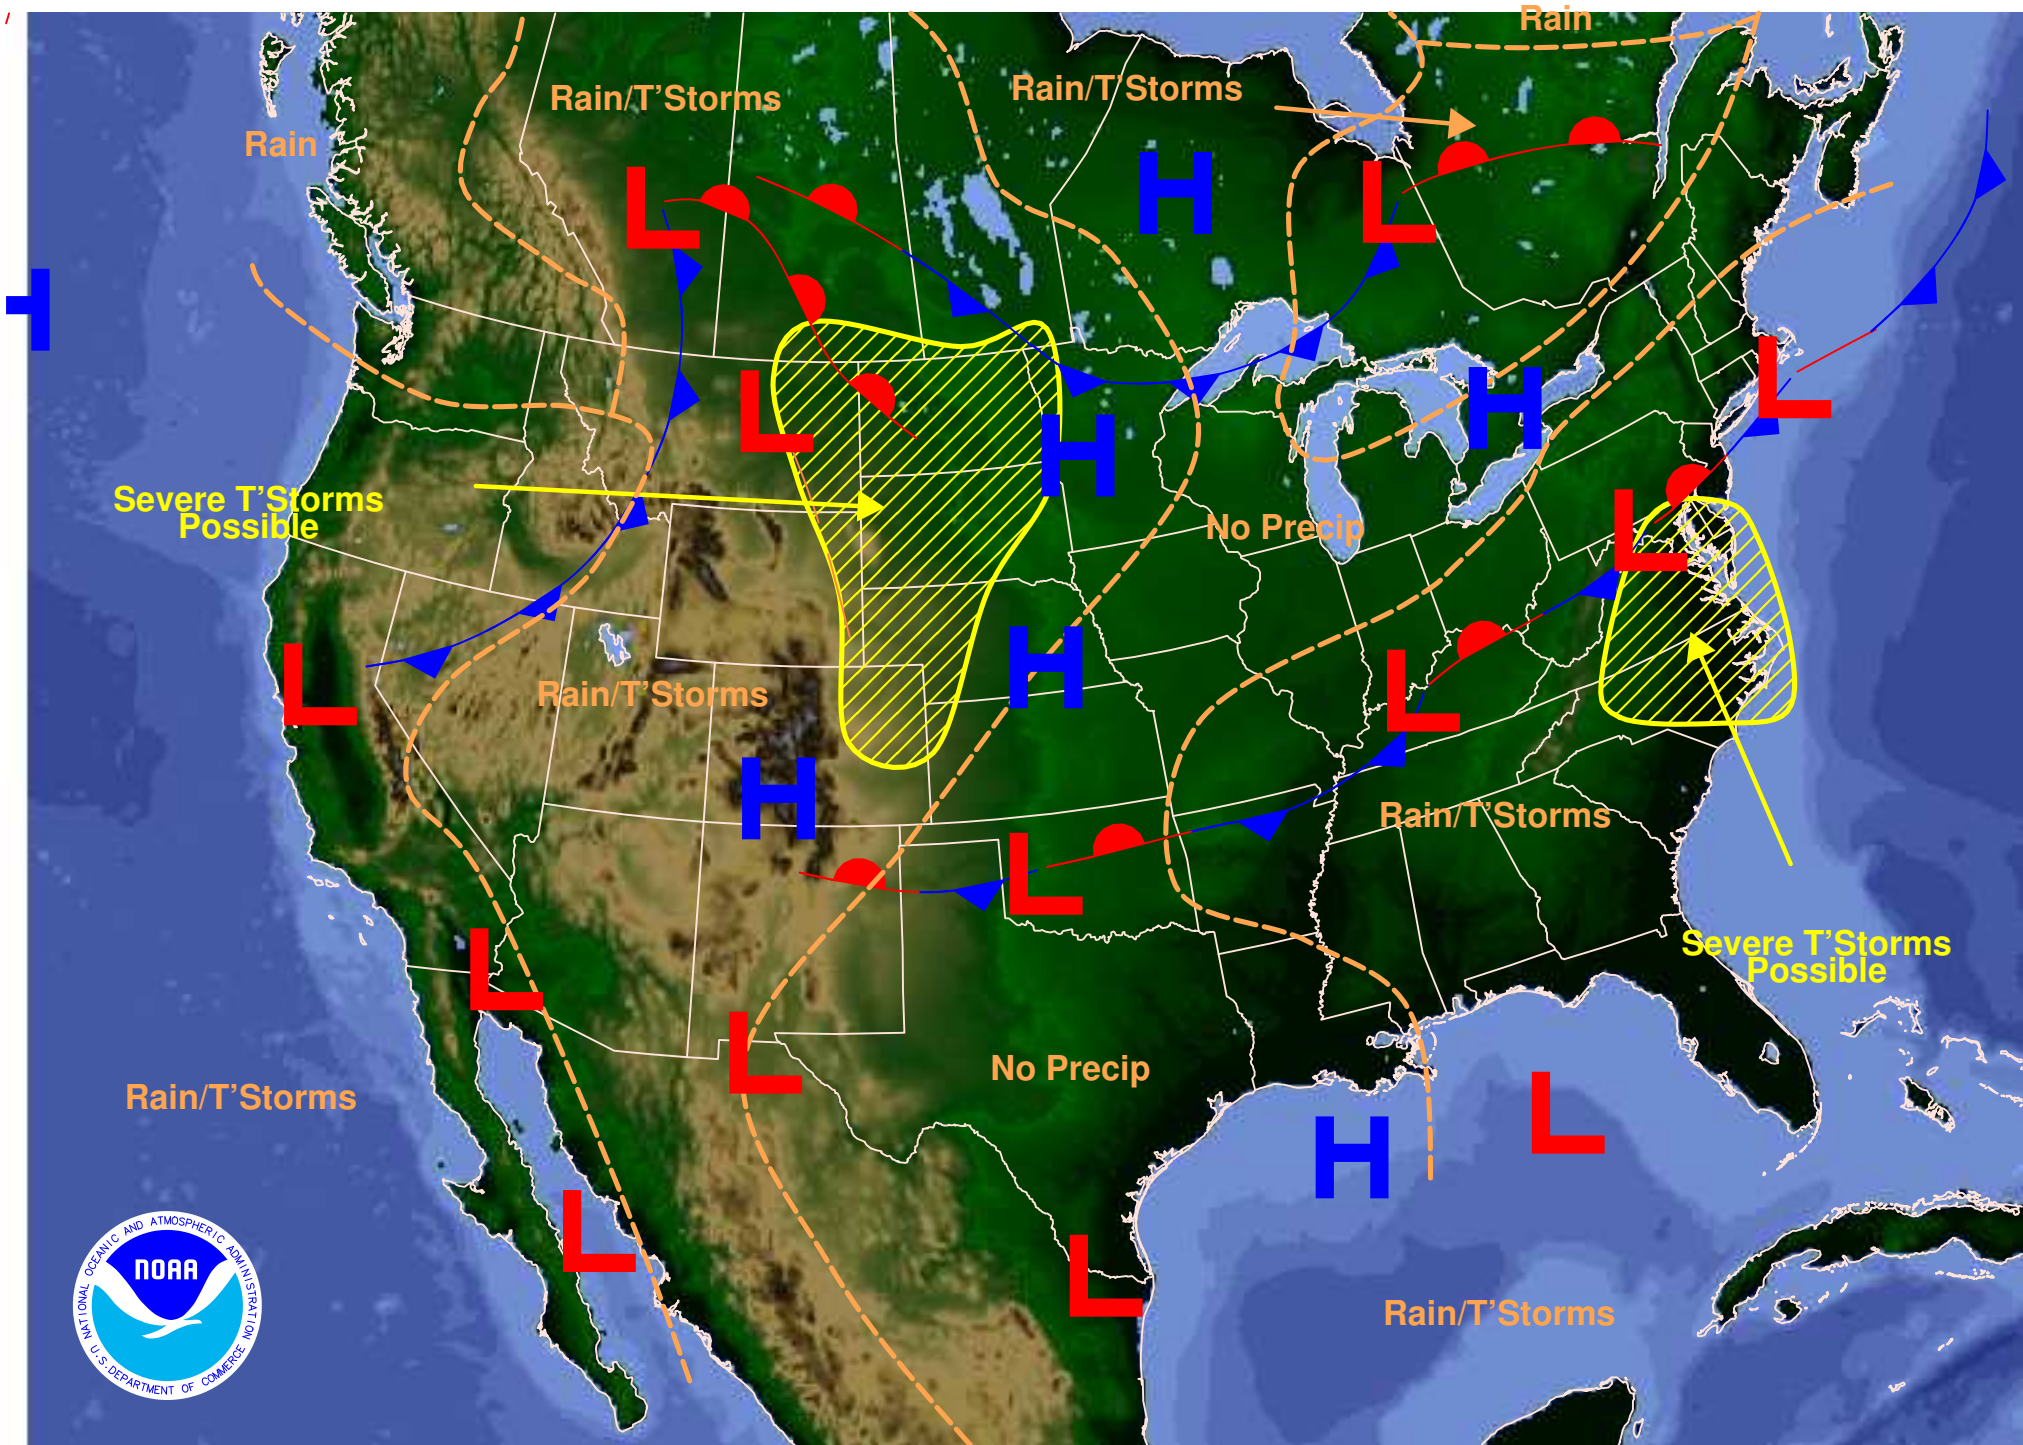 Rain
Rain/T'Storms
Rain/T'Storms
Rain
L
H
H
L
H
L
L
H
H
Severe T'Storms
Possible
No Precip
L
H
L
L
Rain/T'Storms
H
Rain/T'Storms
L
L
Severe T'Storms
Possible
L
No Precip
Rain/T'Storms
L
H
L
L
Rain/T'Storms
NATIONAL OCEANIC AND ATMOSPHERIC ADMINISTRATION
NOAA
U.S. DEPARTMENT OF COMMERCE